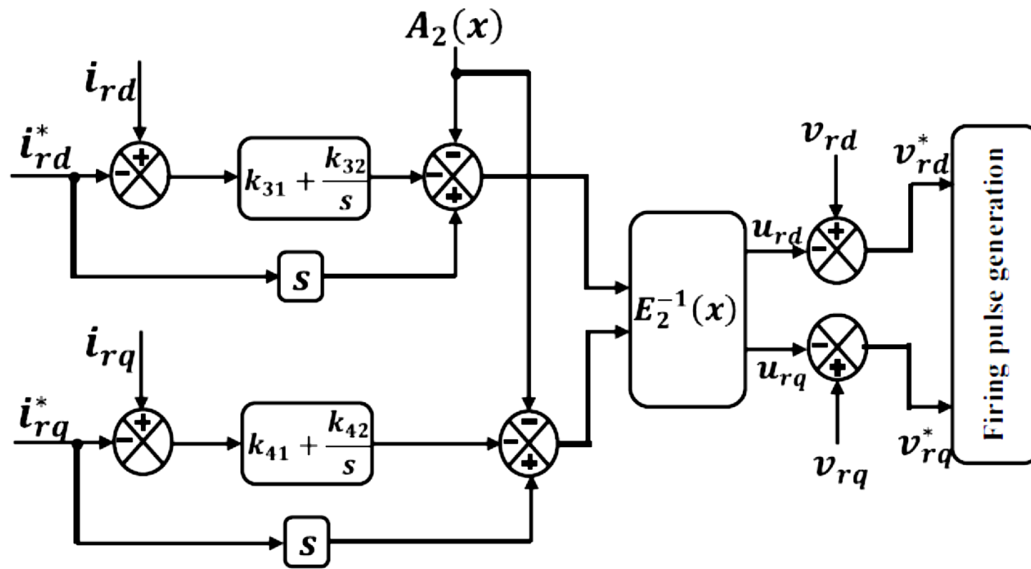 A₂(x)
i_rd
i*_rd
+
−
k₃₁ + k₃₂/s
−
−
+
s
v_rd
v*_rd
+
−
u_rd
E₂⁻¹(x)
u_rq
−
+
v_rq
v*_rq
Firing pulse generation
i_rq
i*_rq
+
−
k₄₁ + k₄₂/s
−
−
+
s